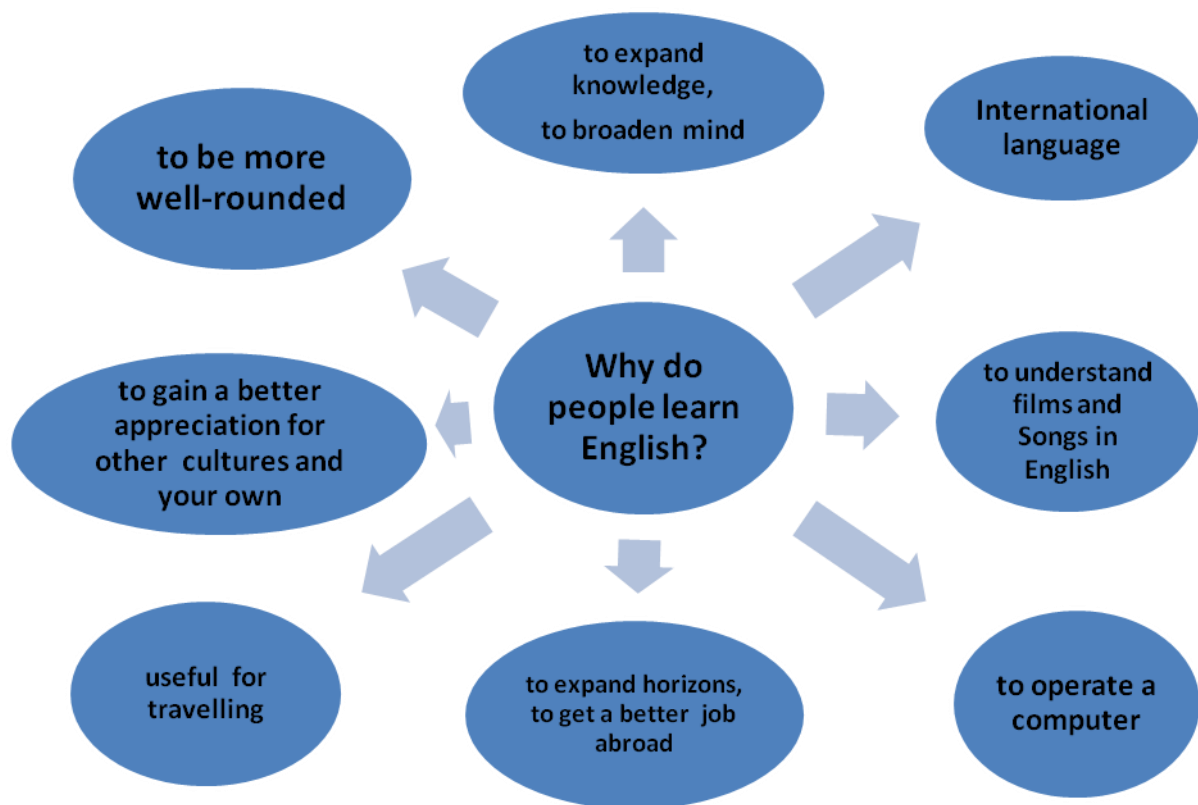 to expand
knowledge,
to broaden mind
International
language
to be more
well-rounded
Why do
people learn
English?
to understand
films and
Songs in
English
to gain a better
appreciation for
other cultures and
your own
useful for
travelling
to expand horizons,
to get a better job
abroad
to operate a
computer